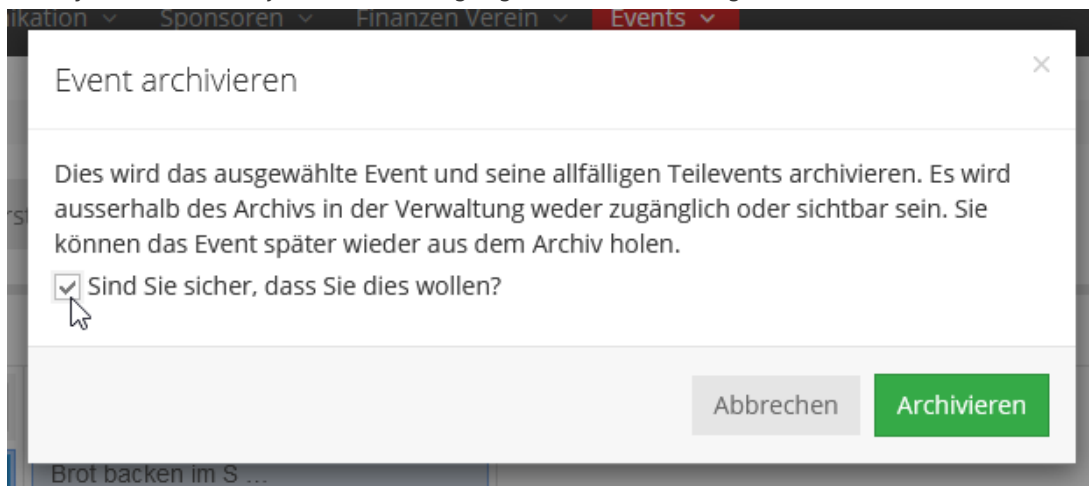 Sponsoren Finanzen Verein Events
Event archivieren
Dies wird das ausgewählte Event und seine allfälligen Teilevents archivieren. Es wird
ausserhalb des Archivs in der Verwaltung weder zugänglich oder sichtbar sein. Sie
können das Event später wieder aus dem Archiv holen.
Sind Sie sicher, dass Sie dies wollen?
Abbrechen Archivieren
Brot backen im S ...